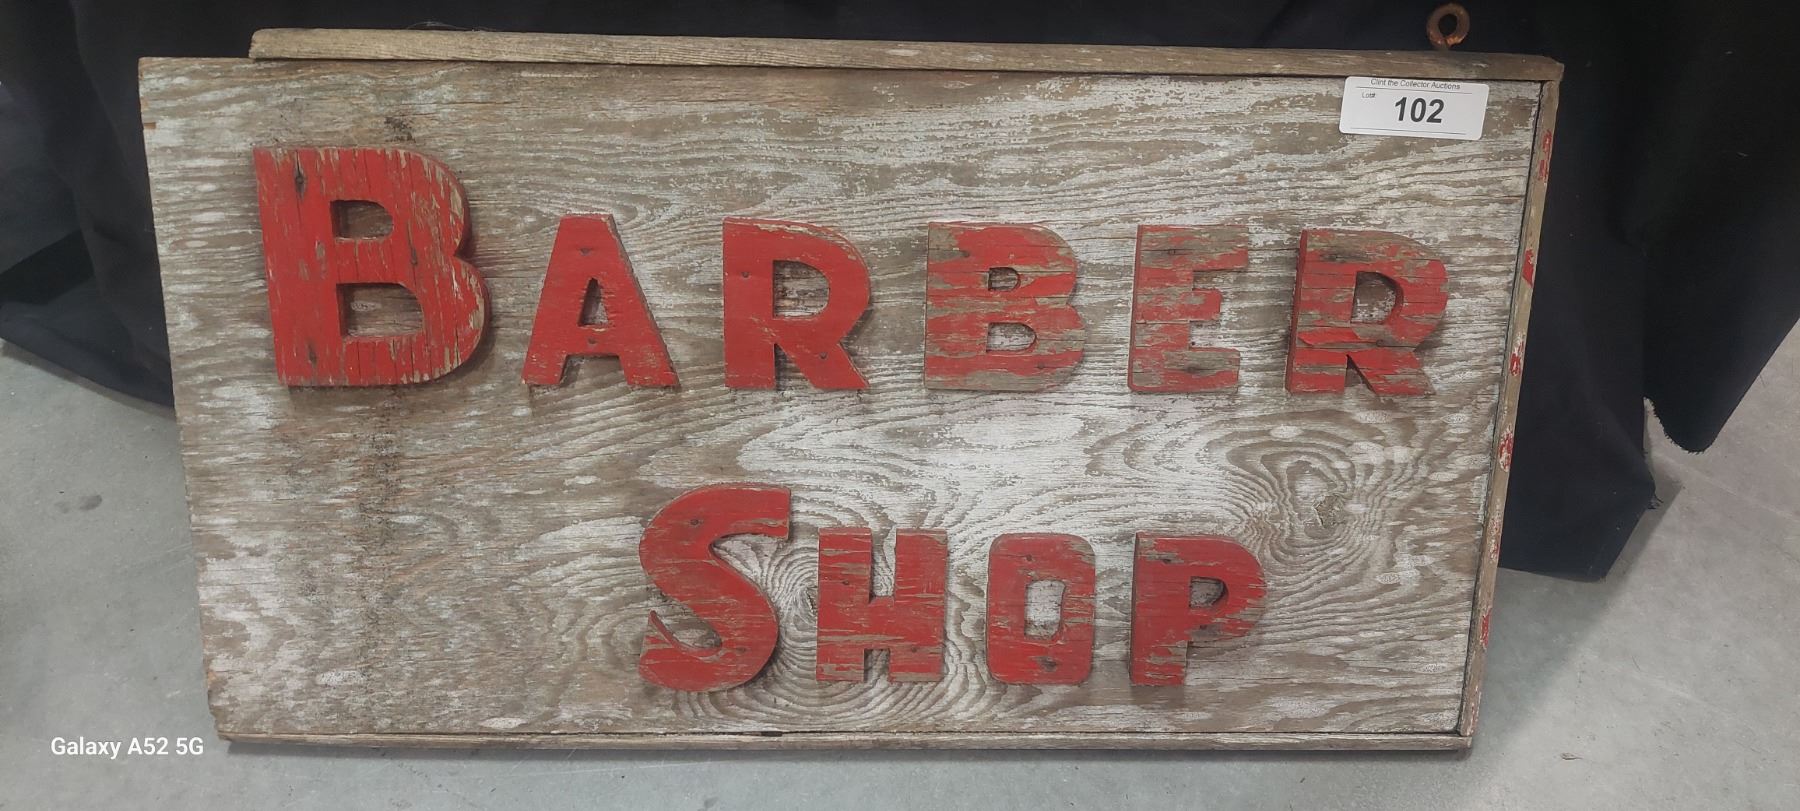 Clint the Collector Auctions
Lot#
102
BARBER
SHOP
Galaxy A52 5G